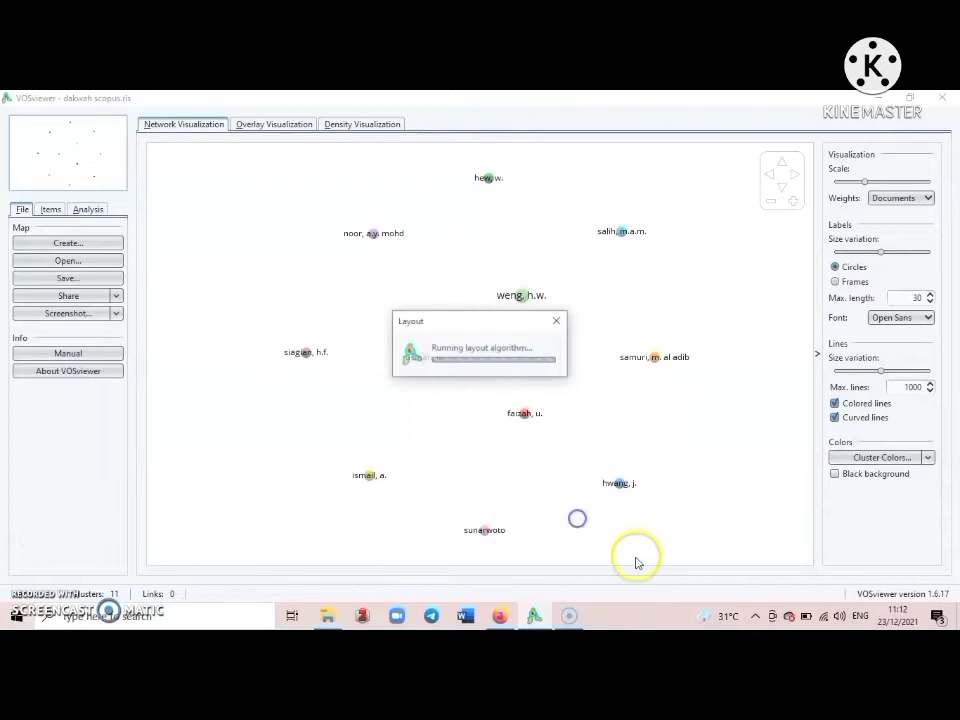 K
KINEMASTER
VOSviewer - dakwah scopus.ris
Network Visualization
Overlay Visualization
Density Visualization
File
Items
Analysis
Map
Create...
Open...
Save...
Share
Screenshot...
Info
Manual
About VOSviewer
hew, w.
noor, a.y. mohd
salih, m.a.m.
weng, h.w.
siagian, h.f.
samuri, m. al adib
faizah, u.
ismail, a.
hwang, j.
sunarwoto
Layout
Running layout algorithm...
Visualization
Scale:
Weights: Documents
Labels
Size variation:
Circles
Frames
Max. length: 30
Font: Open Sans
Lines
Size variation:
Max. lines: 1000
Colored lines
Curved lines
Colors
Cluster Colors...
Black background
Clusters: 11 Links: 0
VOSviewer version 1.6.17
RECORDED WITH
SCREENCAST MATIC
Type here to search
31°C
ENG
11:12
23/12/2021
3